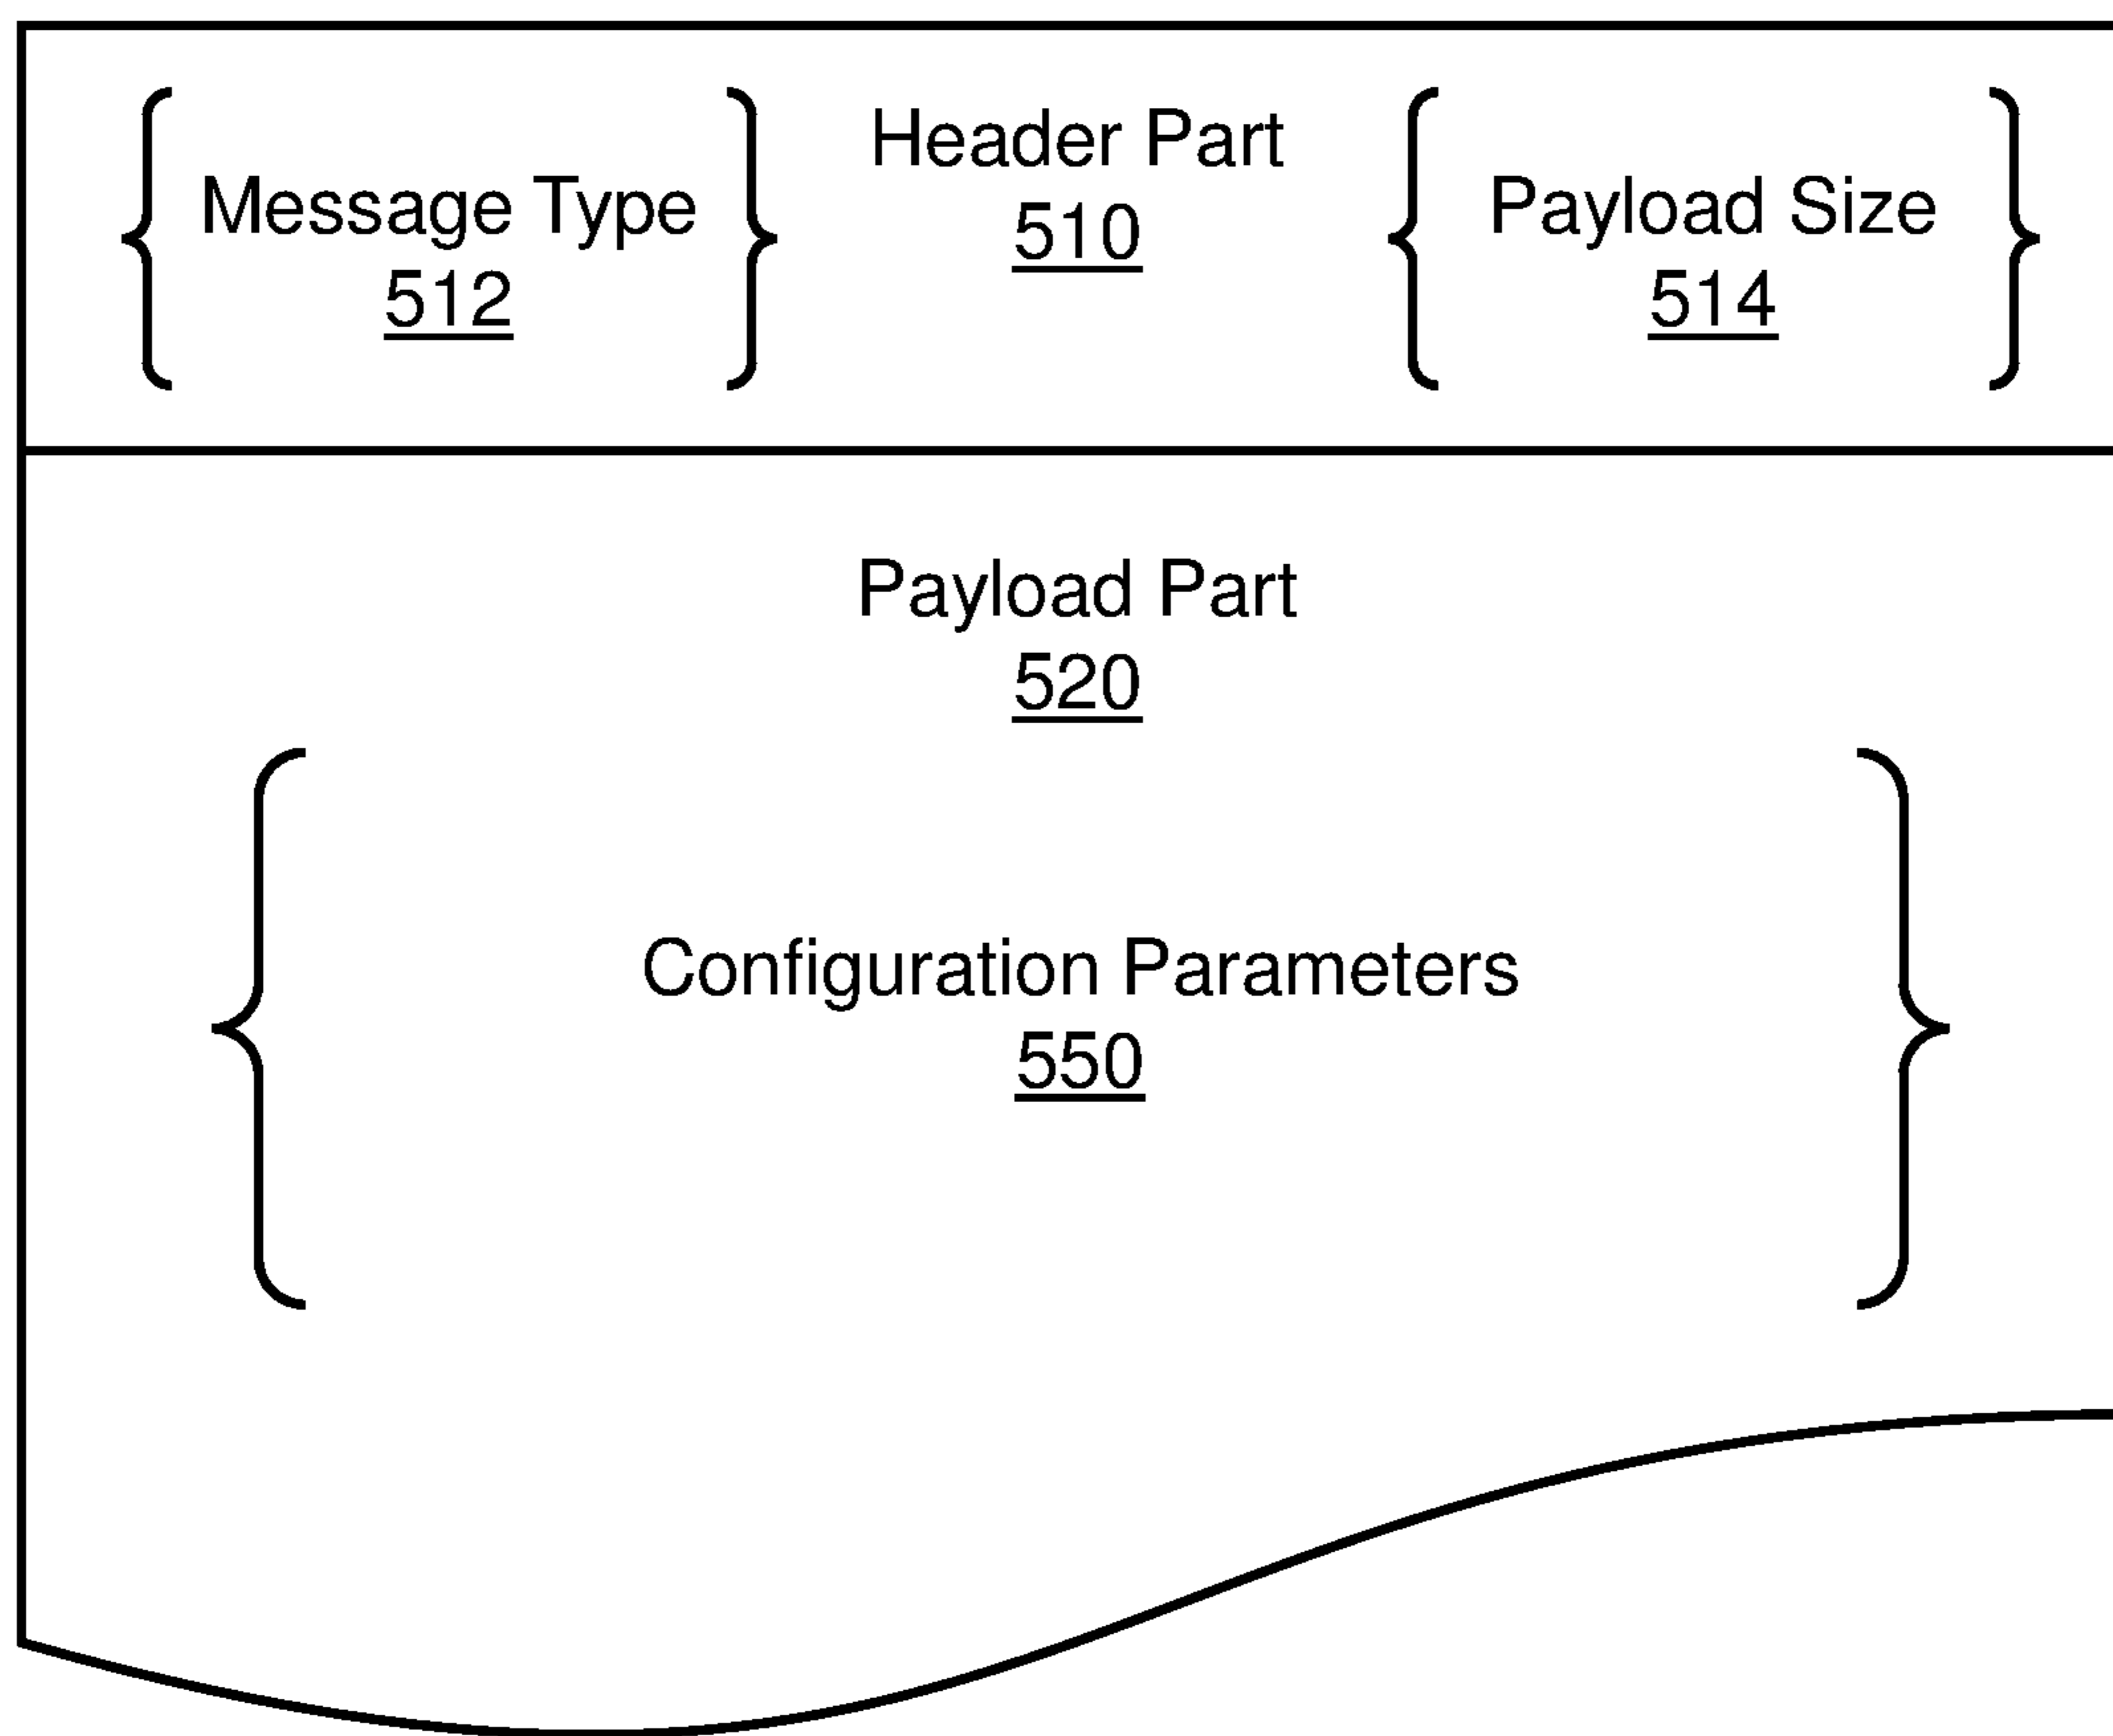 Header Part
510
Message Type
512
Payload Size
514
Payload Part
520
Configuration Parameters
550